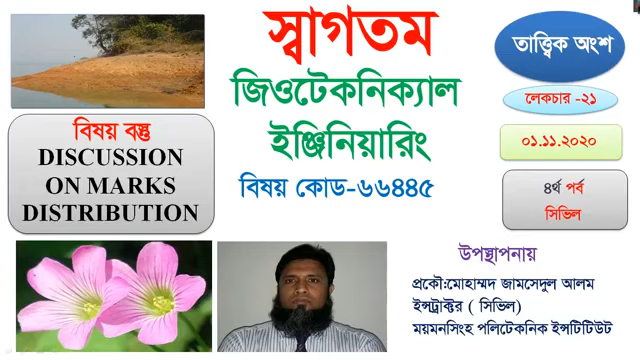 স্বাগতম
জিওটেকনিক্যাল
ইঞ্জিনিয়ারিং
বিষয় কোড-৬৬৪৪৫
তাত্ত্বিক অংশ
লেকচার -২১
০১.১১.২০২০
৪র্থ পর্ব
সিভিল
বিষয় বস্তু
DISCUSSION
ON MARKS
DISTRIBUTION
উপস্থাপনায়
প্রকৌ:মোহাম্মদ জামসেদুল আলম
ইন্সট্রাক্টর ( সিভিল)
ময়মনসিংহ পলিটেকনিক ইন্সটিটিউট